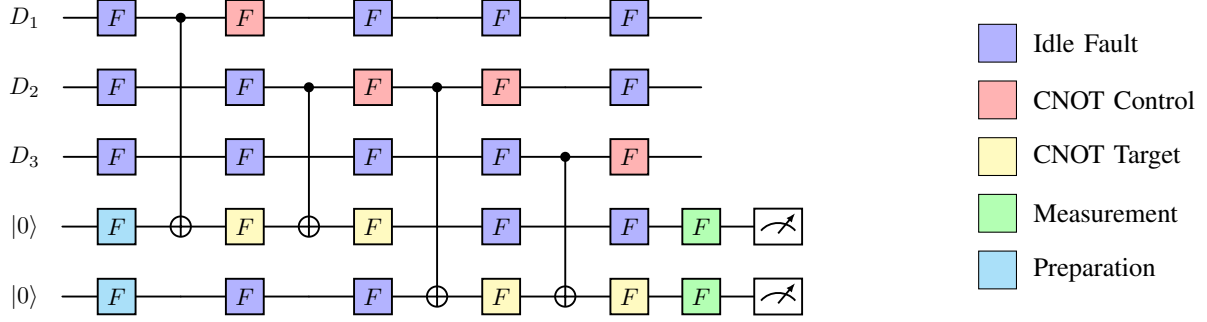 D₁ F F F F F
D₂ F F F F F
D₃ F F F F F
|0⟩ F F F F F F
|0⟩ F F F F F F
Idle Fault
CNOT Control
CNOT Target
Measurement
Preparation